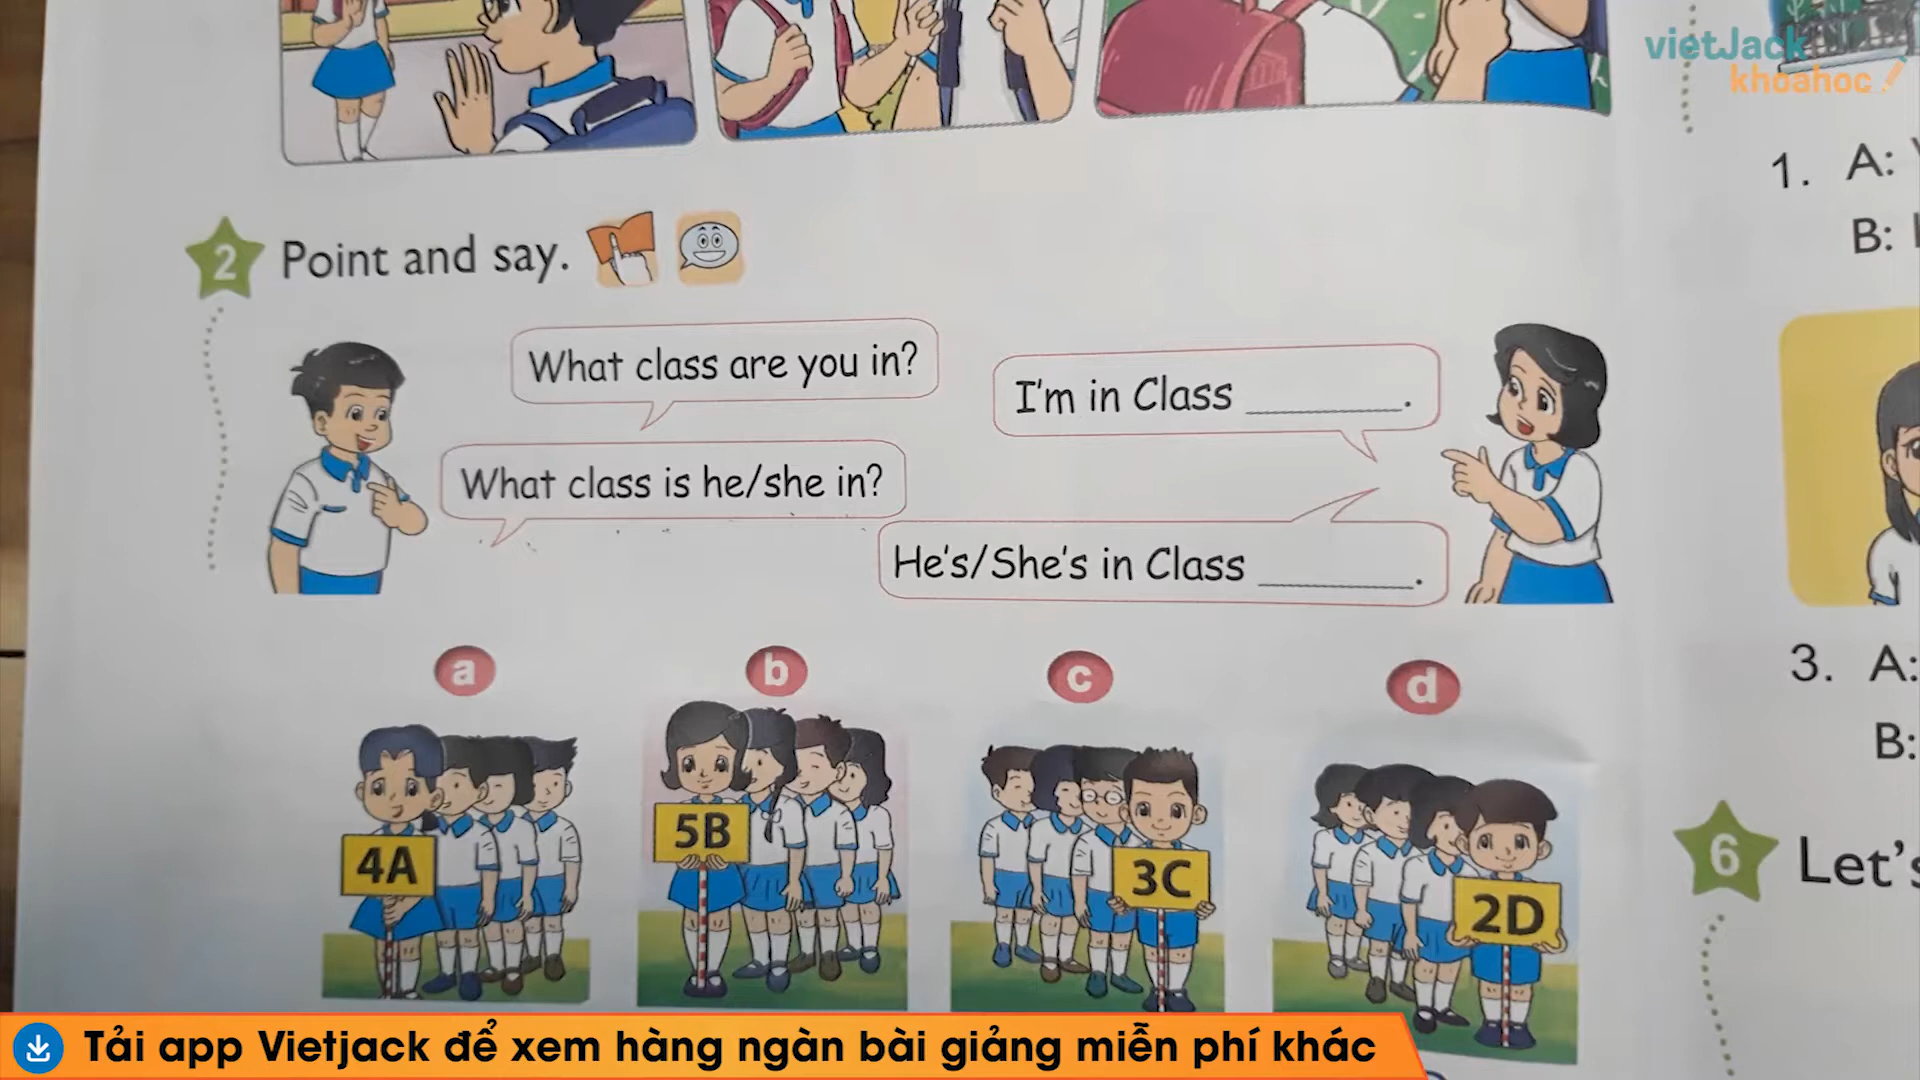 vietJack
khoahoc
2 Point and say.
What class are you in?
I'm in Class ________.
What class is he/she in?
He's/She's in Class ________.
a
b
c
d
4A
5B
3C
2D
1. A:
B:
3. A:
B:
6 Let's
Tải app Vietjack để xem hàng ngàn bài giảng miễn phí khác